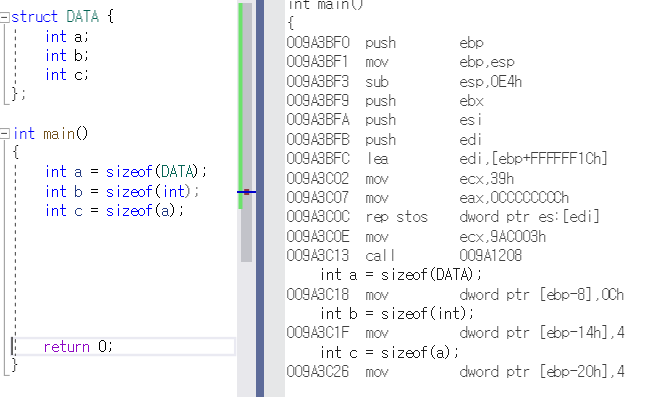 struct DATA {
int a;
int b;
int c;
};
int main()
{
int a = sizeof(DATA);
int b = sizeof(int);
int c = sizeof(a);
return 0;
}
int main()
{
009A3BF0 push ebp
009A3BF1 mov ebp,esp
009A3BF3 sub esp,0E4h
009A3BF9 push ebx
009A3BFA push esi
009A3BFB push edi
009A3BFC lea edi,[ebp+FFFFFF1Ch]
009A3C02 mov ecx,39h
009A3C07 mov eax,0CCCCCCCCh
009A3C0C rep stos dword ptr es:[edi]
009A3C0E mov ecx,9AC003h
009A3C13 call 009A1208
int a = sizeof(DATA);
009A3C18 mov dword ptr [ebp-8],0Ch
int b = sizeof(int);
009A3C1F mov dword ptr [ebp-14h],4
int c = sizeof(a);
009A3C26 mov dword ptr [ebp-20h],4